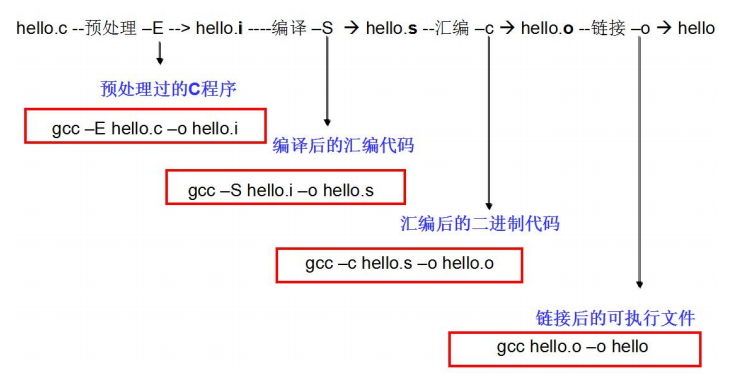 hello.c --预处理 –E --> hello.i ----编译 –S → hello.s --汇编 –c → hello.o --链接 –o → hello
预处理过的C程序
gcc –E hello.c –o hello.i
编译后的汇编代码
gcc –S hello.i –o hello.s
汇编后的二进制代码
gcc –c hello.s –o hello.o
链接后的可执行文件
gcc hello.o –o hello